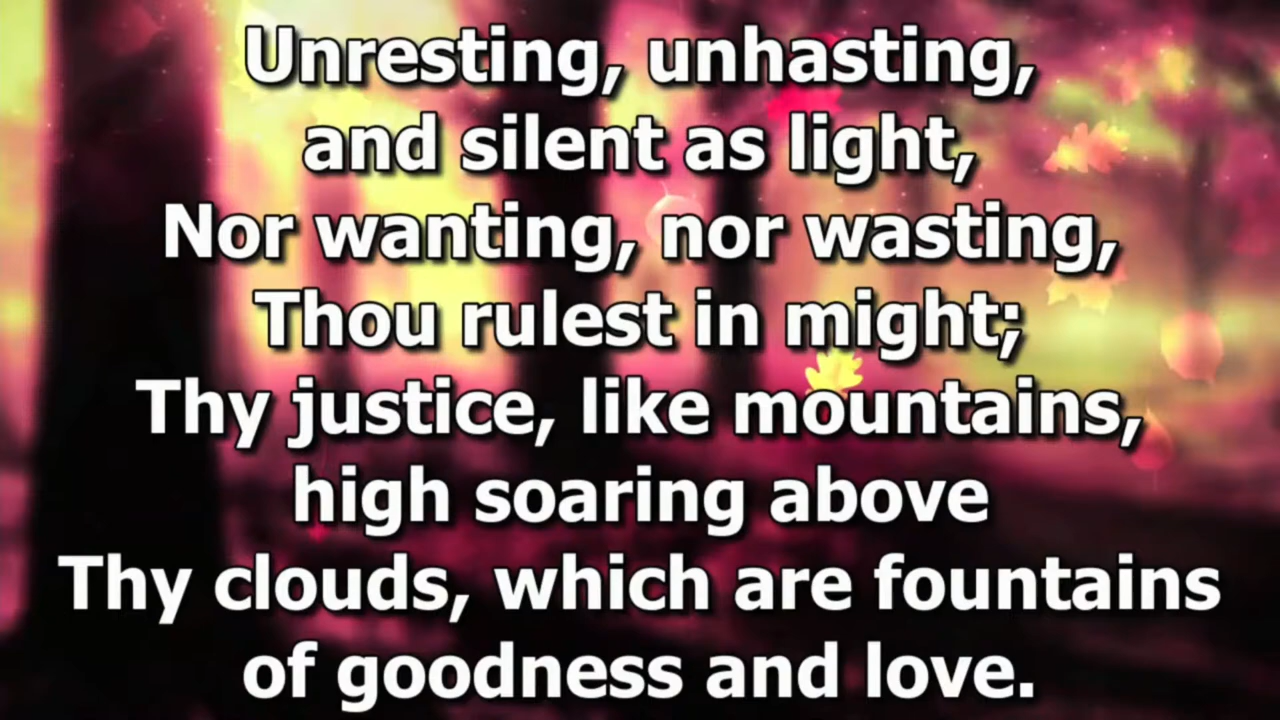 Unresting, unhasting,
and silent as light,
Nor wanting, nor wasting,
Thou rulest in might;
Thy justice, like mountains,
high soaring above
Thy clouds, which are fountains
of goodness and love.